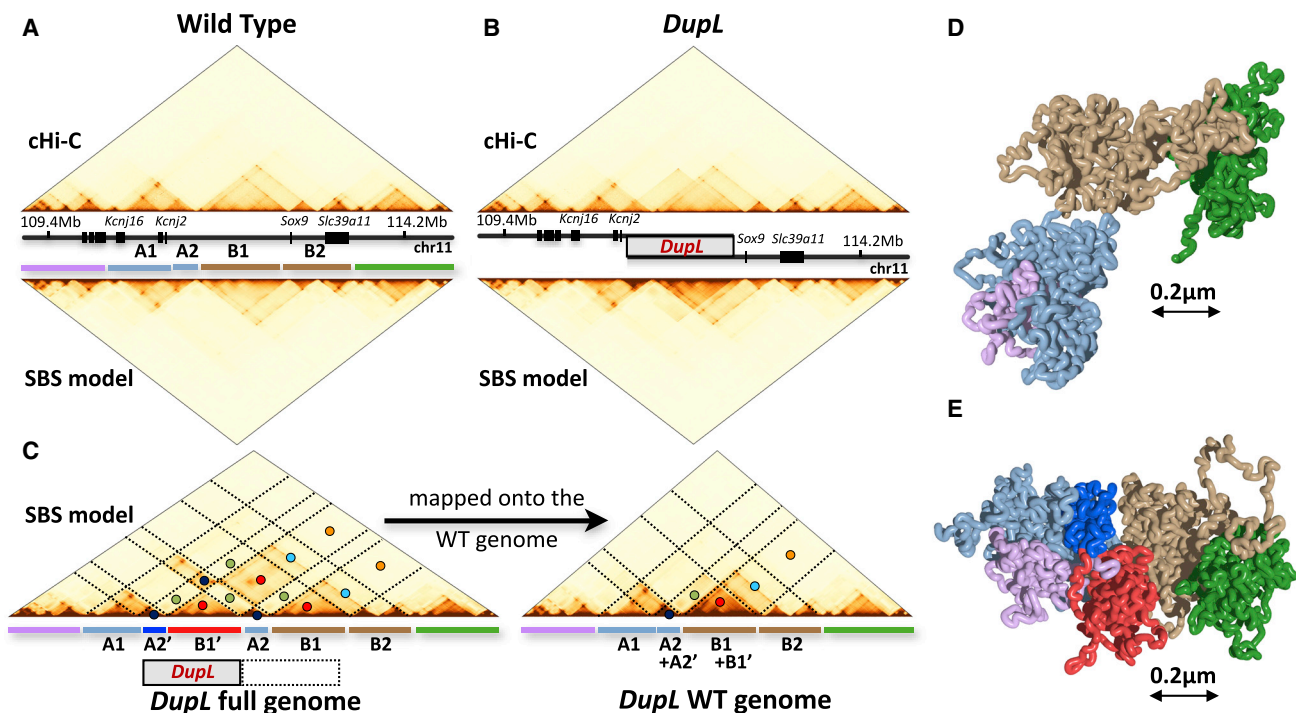 A
Wild Type
cHi-C
109.4Mb
Kcnj16
Kcnj2
Sox9
Slc39a11
114.2Mb
A1
A2
B1
B2
chr11
SBS model
B
DupL
cHi-C
109.4Mb
Kcnj16
Kcnj2
DupL
Sox9
Slc39a11
114.2Mb
chr11
SBS model
C
SBS model
mapped onto the
WT genome
A1
A2'
B1'
A2
B1
B2
DupL
DupL full genome
A1
A2
+A2'
B1
+B1'
B2
DupL WT genome
D
0.2μm
E
0.2μm